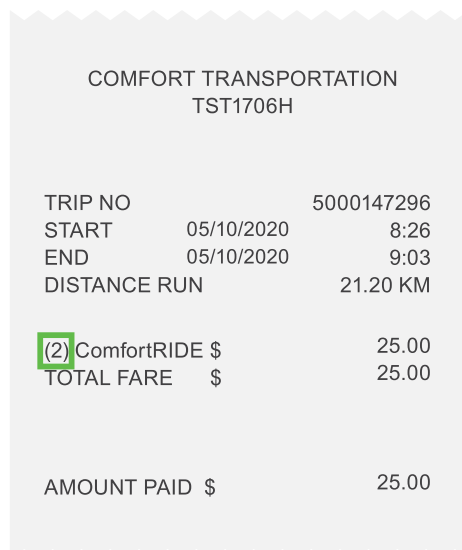 COMFORT TRANSPORTATION
TST1706H
TRIP NO 5000147296
START 05/10/2020 8:26
END 05/10/2020 9:03
DISTANCE RUN 21.20 KM
(2) ComfortRIDE $ 25.00
TOTAL FARE $ 25.00
AMOUNT PAID $ 25.00